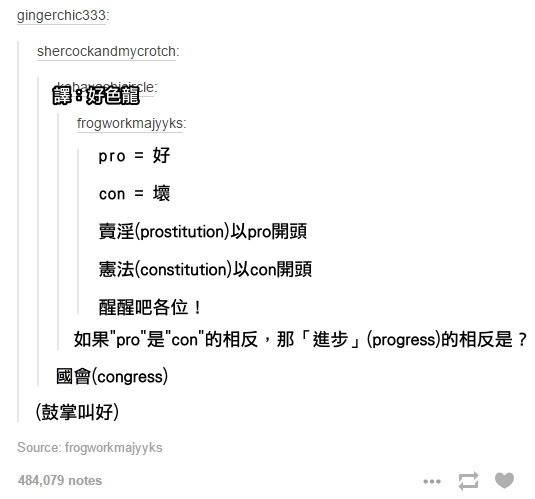 gingerchic333:
shercockandmycrotch:
譯：好色龍
frogworkmajyyks:
pro = 好
con = 壞
賣淫(prostitution)以pro開頭
憲法(constitution)以con開頭
醒醒吧各位！
如果"pro"是"con"的相反，那「進步」(progress)的相反是？
國會(congress)
(鼓掌叫好)
Source: frogworkmajyyks
484,079 notes